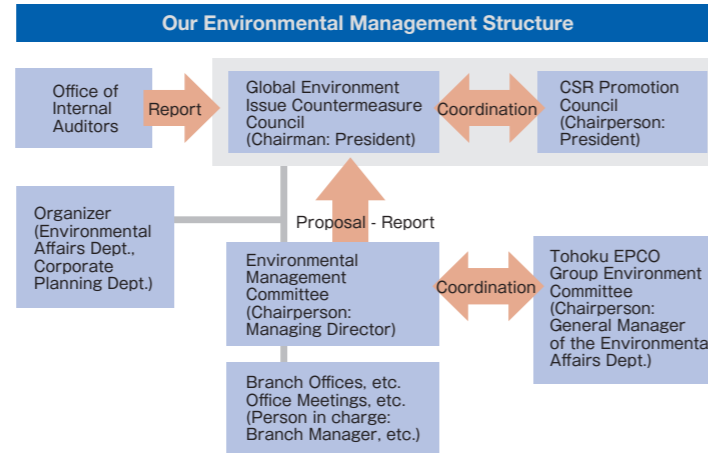 Our Environmental Management Structure
Office of
Internal
Auditors
Report
Global Environment
Issue Countermeasure
Council
(Chairman: President)
Coordination
CSR Promotion
Council
(Chairperson:
President)
Organizer
(Environmental
Affairs Dept.,
Corporate
Planning Dept.)
Proposal - Report
Environmental
Management
Committee
(Chairperson:
Managing Director)
Coordination
Tohoku EPCO
Group Environment
Committee
(Chairperson:
General Manager
of the Environmenta
Affairs Dept.)
Branch Offices, etc.
Office Meetings, etc.
(Person in charge:
Branch Manager, etc.)